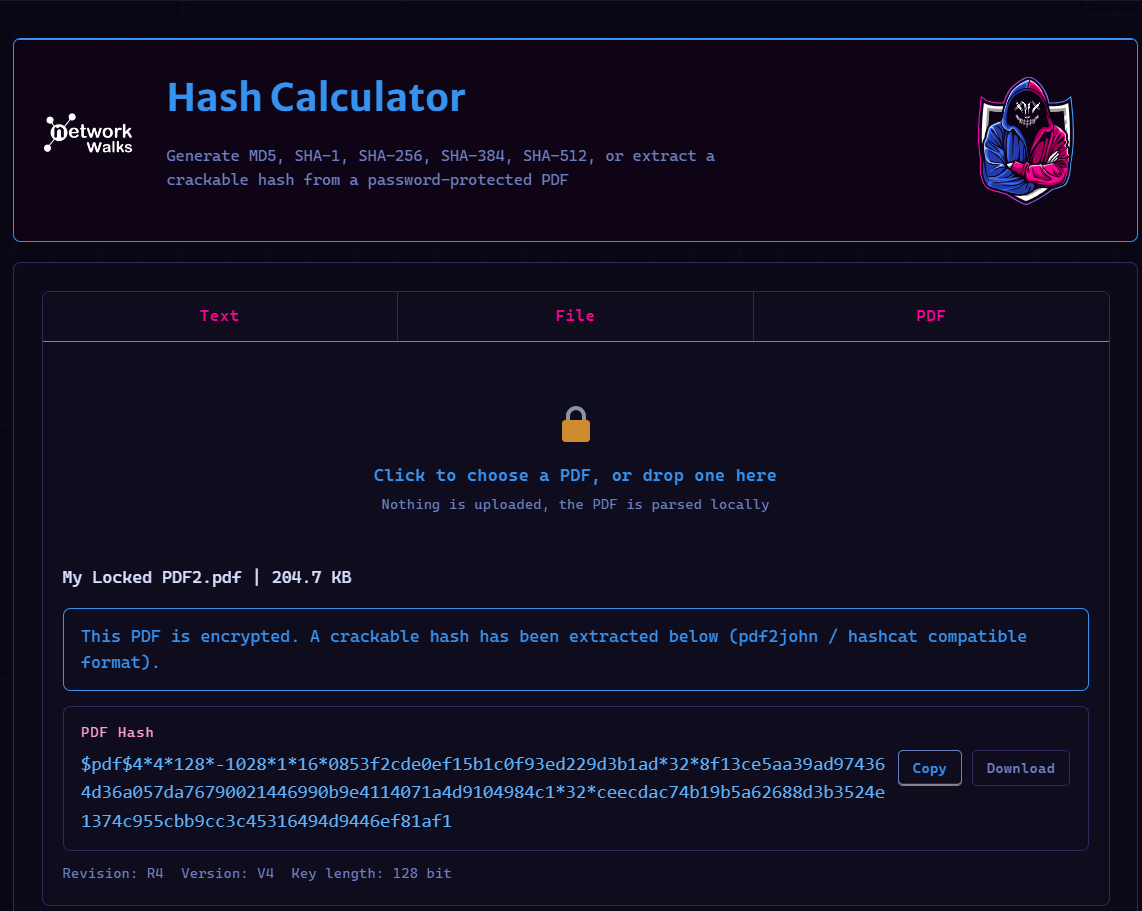 network
walks
Hash Calculator
Generate MD5, SHA-1, SHA-256, SHA-384, SHA-512, or extract a
crackable hash from a password-protected PDF
Text
File
PDF
Click to choose a PDF, or drop one here
Nothing is uploaded, the PDF is parsed locally
My Locked PDF2.pdf | 204.7 KB
This PDF is encrypted. A crackable hash has been extracted below (pdf2john / hashcat compatible
format).
PDF Hash
$pdf$4*4*128*-1028*1*16*0853f2cde0ef15b1c0f93ed229d3b1ad*32*8f13ce5aa39ad97436
4d36a057da76790021446990b9e4114071a4d9104984c1*32*ceecdac74b19b5a62688d3b3524e
1374c955cbb9cc3c45316494d9446ef81af1
Copy
Download
Revision: R4 Version: V4 Key length: 128 bit